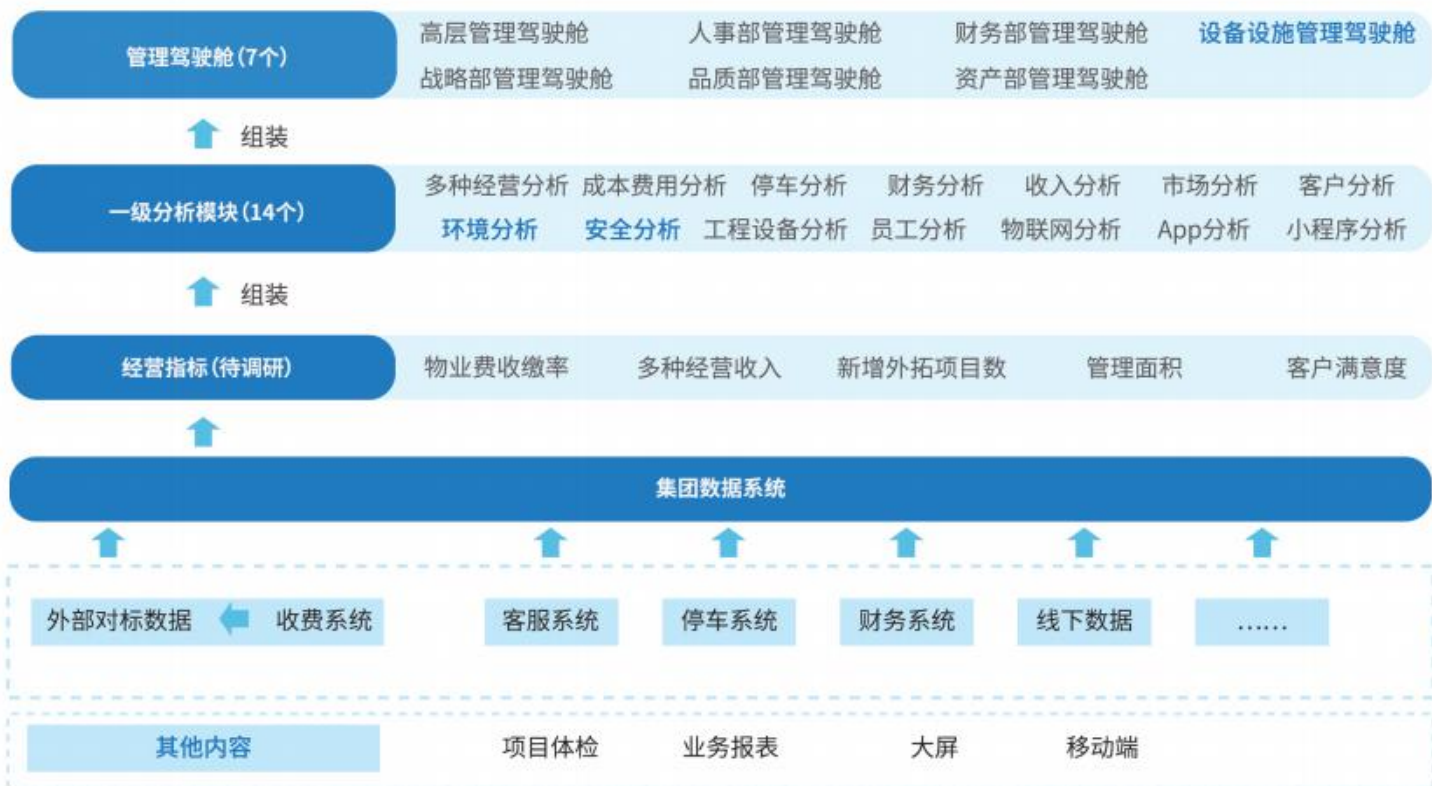 管理驾驶舱(7个)
高层管理驾驶舱 人事部管理驾驶舱 财务部管理驾驶舱 设备设施管理驾驶舱
战略部管理驾驶舱 品质部管理驾驶舱 资产部管理驾驶舱
组装
一级分析模块(14个)
多种经营分析 成本费用分析 停车分析 财务分析 收入分析 市场分析 客户分析
环境分析 安全分析 工程设备分析 员工分析 物联网分析 App分析 小程序分析
组装
经营指标(待调研) 物业费收缴率 多种经营收入 新增外拓项目数 管理面积 客户满意度
集团数据系统
外部对标数据 收费系统 客服系统 停车系统 财务系统 线下数据 ……
其他内容 项目体检 业务报表 大屏 移动端